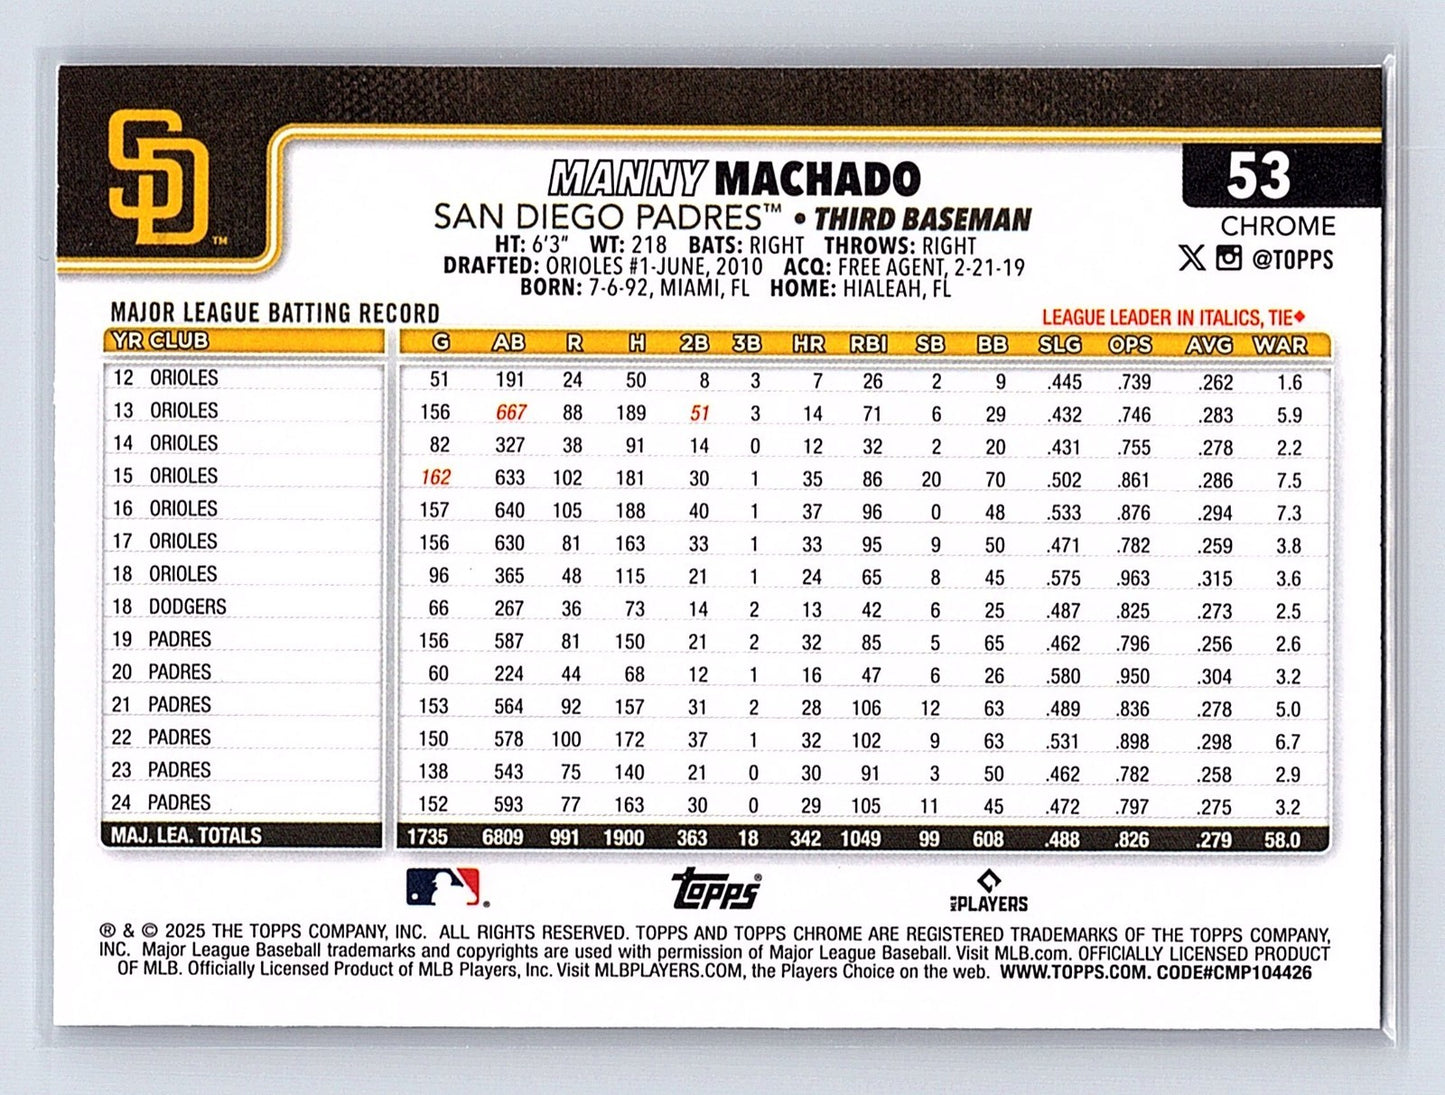 SD™
53
MANNY MACHADO
SAN DIEGO PADRES™ • THIRD BASEMAN
CHROME
HT: 6'3" WT: 218 BATS: RIGHT THROWS: RIGHT
@TOPPS
DRAFTED: ORIOLES #1-JUNE, 2010 ACQ: FREE AGENT, 2-21-19
BORN: 7-6-92, MIAMI, FL HOME: HIALEAH, FL
MAJOR LEAGUE BATTING RECORD
LEAGUE LEADER IN ITALICS, TIE♦
YR CLUB G AB R H 2B 3B HR RBI SB BB SLG OPS AVG WAR
12 ORIOLES 51 191 24 50 8 3 7 26 2 9 .445 .739 .262 1.6
13 ORIOLES 156 667 88 189 51 3 14 71 6 29 .432 .746 .283 5.9
14 ORIOLES 82 327 38 91 14 0 12 32 2 20 .431 .755 .278 2.2
15 ORIOLES 162 633 102 181 30 1 35 86 20 70 .502 .861 .286 7.5
16 ORIOLES 157 640 105 188 40 1 37 96 0 48 .533 .876 .294 7.3
17 ORIOLES 156 630 81 163 33 1 33 95 9 50 .471 .782 .259 3.8
18 ORIOLES 96 365 48 115 21 1 24 65 8 45 .575 .963 .315 3.6
18 DODGERS 66 267 36 73 14 2 13 42 6 25 .487 .825 .273 2.5
19 PADRES 156 587 81 150 21 2 32 85 5 65 .462 .796 .256 2.6
20 PADRES 60 224 44 68 12 1 16 47 6 26 .580 .950 .304 3.2
21 PADRES 153 564 92 157 31 2 28 106 12 63 .489 .836 .278 5.0
22 PADRES 150 578 100 172 37 1 32 102 9 63 .531 .898 .298 6.7
23 PADRES 138 543 75 140 21 0 30 91 3 50 .462 .782 .258 2.9
24 PADRES 152 593 77 163 30 0 29 105 11 45 .472 .797 .275 3.2
MAJ. LEA. TOTALS 1735 6809 991 1900 363 18 342 1049 99 608 .488 .826 .279 58.0
Topps® MLB PLAYERS
® & © 2025 THE TOPPS COMPANY, INC. ALL RIGHTS RESERVED. TOPPS AND TOPPS CHROME ARE REGISTERED TRADEMARKS OF THE TOPPS COMPANY,
INC. Major League Baseball trademarks and copyrights are used with permission of Major League Baseball. Visit MLB.com. OFFICIALLY LICENSED PRODUCT
OF MLB. Officially Licensed Product of MLB Players, Inc. Visit MLBPLAYERS.COM, the Players Choice on the web. WWW.TOPPS.COM. CODE#CMP104426